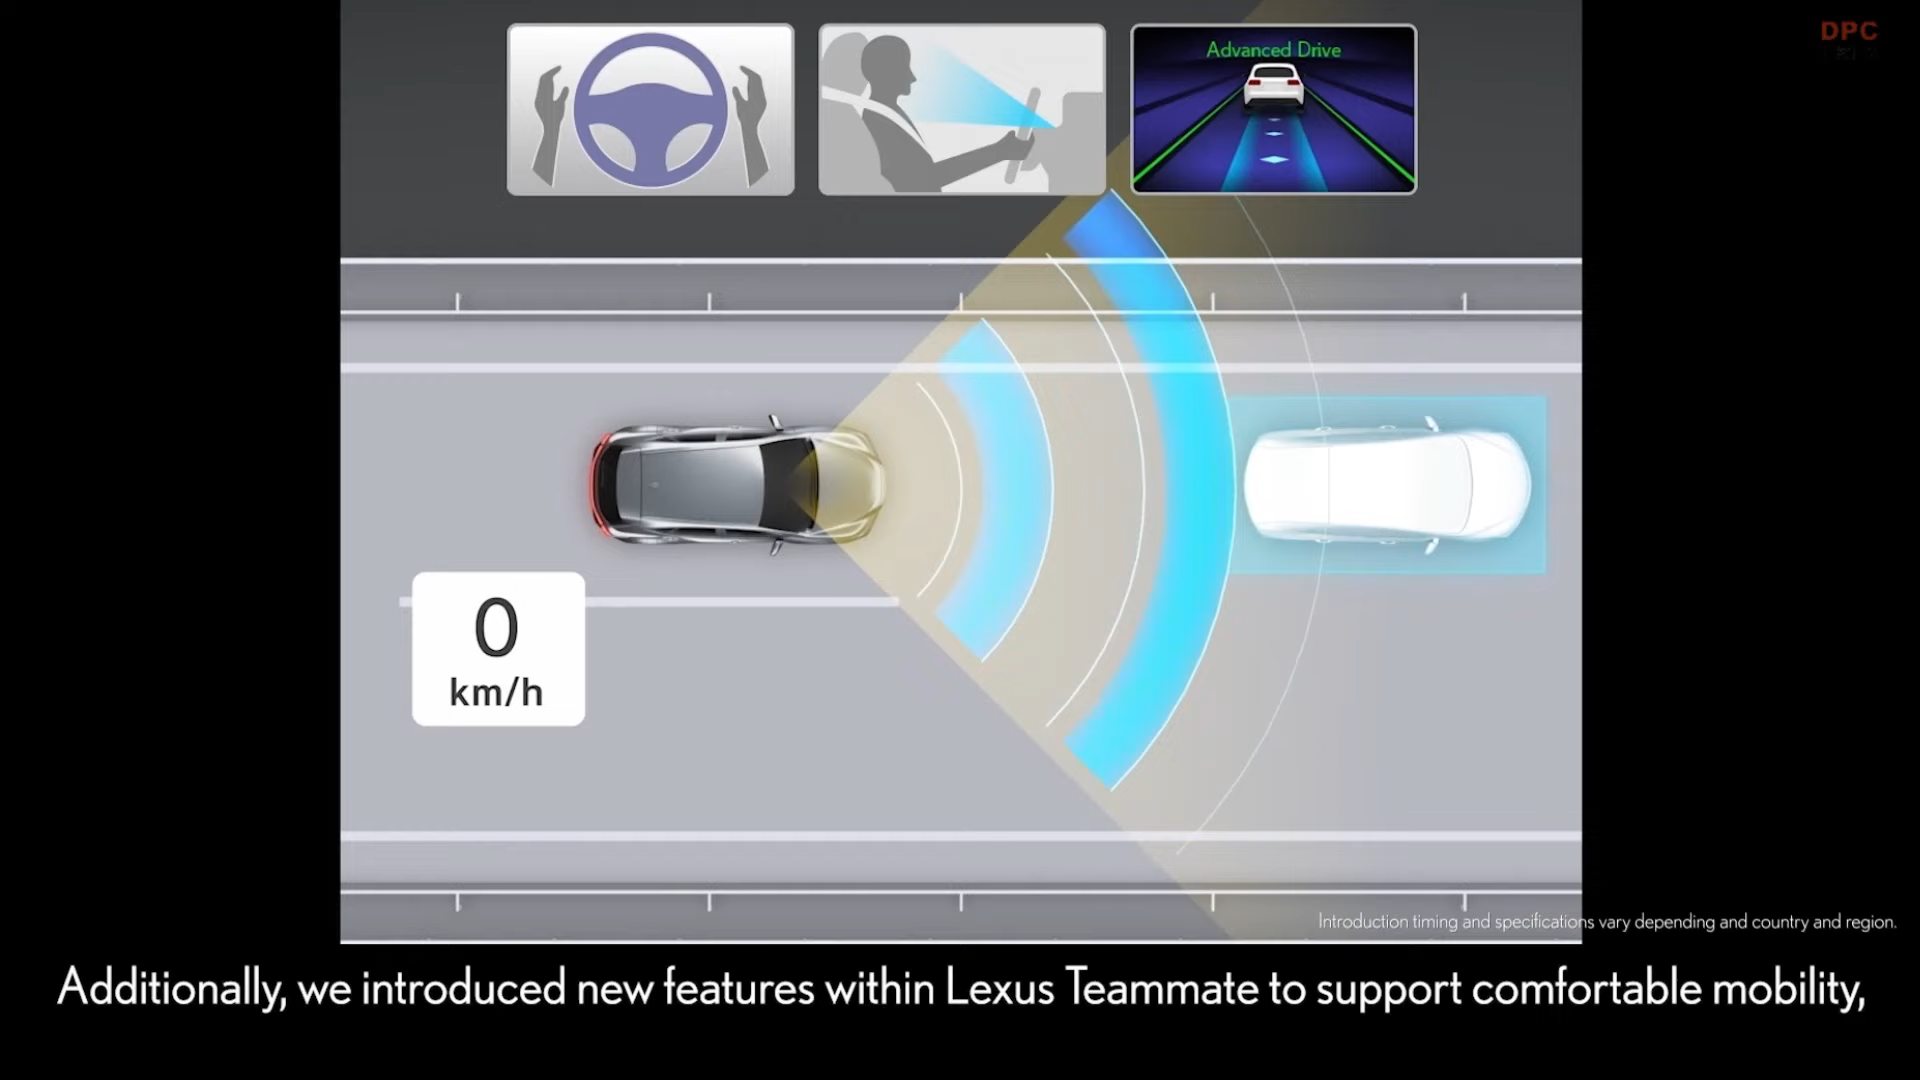 DPC
Advanced Drive
0
km/h
Introduction timing and specifications vary depending and country and region.
Additionally, we introduced new features within Lexus Teammate to support comfortable mobility,